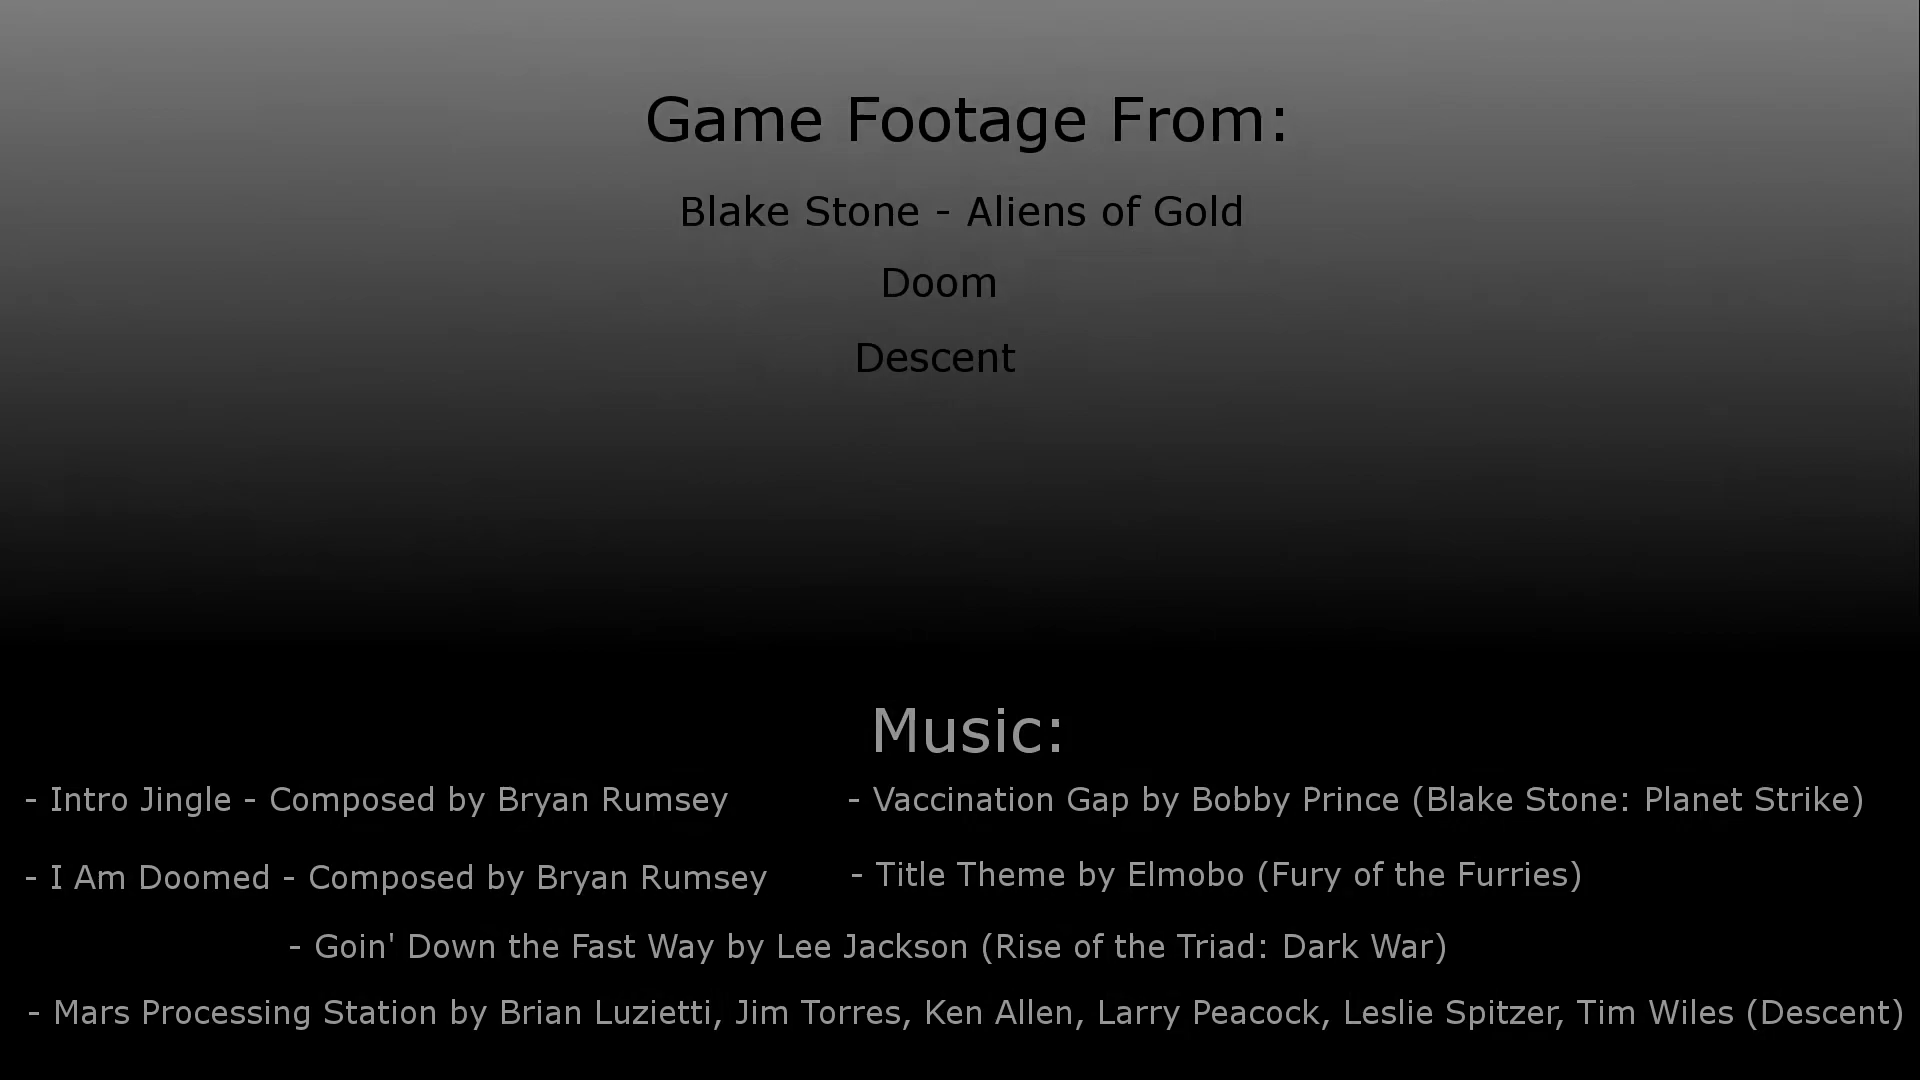 Game Footage From:
Blake Stone - Aliens of Gold
Doom
Descent
Music:
- Intro Jingle - Composed by Bryan Rumsey
- Vaccination Gap by Bobby Prince (Blake Stone: Planet Strike)
- I Am Doomed - Composed by Bryan Rumsey
- Title Theme by Elmobo (Fury of the Furries)
- Goin' Down the Fast Way by Lee Jackson (Rise of the Triad: Dark War)
- Mars Processing Station by Brian Luzietti, Jim Torres, Ken Allen, Larry Peacock, Leslie Spitzer, Tim Wiles (Descent)